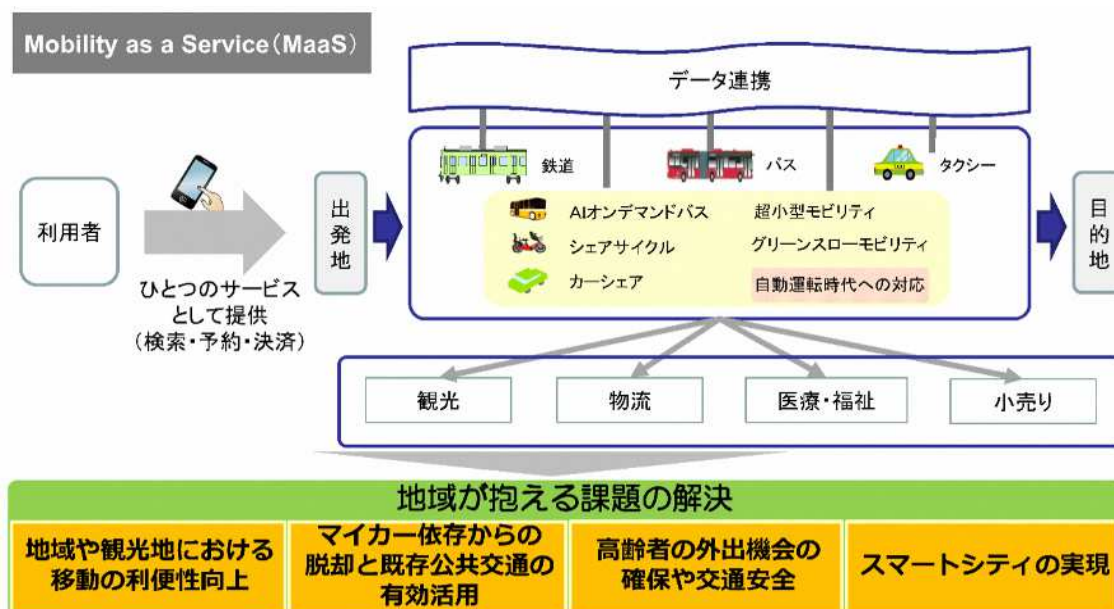 Mobility as a Service(MaaS)
データ連携
鉄道
バス
タクシー
利用者
出発地
目的地
AIオンデマンドバス
超小型モビリティ
シェアサイクル
グリーンスローモビリティ
カーシェア
自動運転時代への対応
ひとつのサービス
として提供
(検索・予約・決済)
観光
物流
医療・福祉
小売り
地域が抱える課題の解決
地域や観光地における
移動の利便性向上
マイカー依存からの
脱却と既存公共交通の
有効活用
高齢者の外出機会の
確保や交通安全
スマートシティの実現